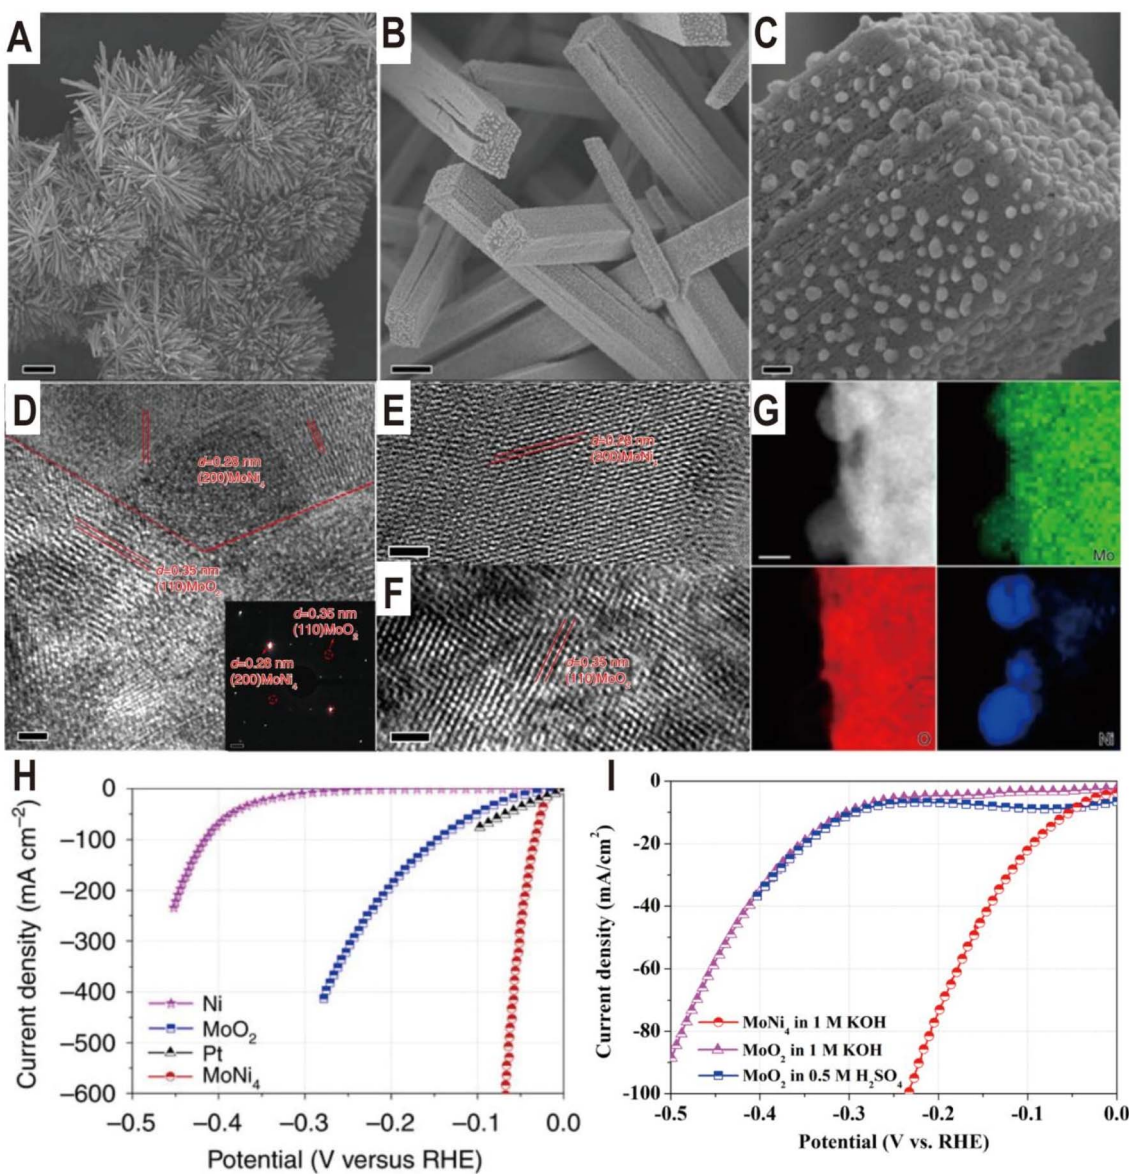 A
B
C
D
d=0.28 nm
(200)MoNi4
d=0.35 nm
(110)MoO2
d=0.35 nm
(110)MoO2
d=0.28 nm
(200)MoNi4
E
d=0.28 nm
(200)MoNi4
F
d=0.35 nm
(110)MoO2
G
Mo
O
Ni
H
Current density (mA cm−2)
0
−100
−200
−300
−400
−500
−600
Ni
MoO2
Pt
MoNi4
−0.5
−0.4
−0.3
−0.2
−0.1
0.0
Potential (V versus RHE)
I
Current density (mA/cm2)
0
-20
-40
-60
-80
-100
MoNi4 in 1 M KOH
MoO2 in 1 M KOH
MoO2 in 0.5 M H2SO4
-0.5
-0.4
-0.3
-0.2
-0.1
0.0
Potential (V vs. RHE)